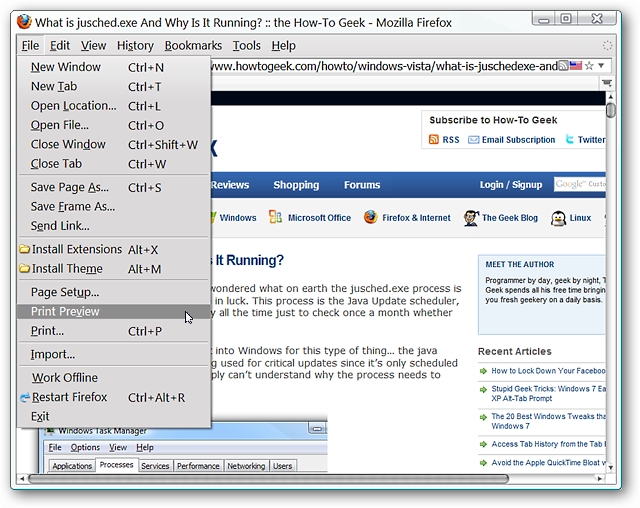 What is jusched.exe And Why Is It Running? :: the How-To Geek - Mozilla Firefox
File Edit View History Bookmarks Tools Help
www.howtogeek.com/howto/windows-vista/what-is-juschedexe-and
New Window Ctrl+N
New Tab Ctrl+T
Open Location... Ctrl+L
Open File... Ctrl+O
Close Window Ctrl+Shift+W
Close Tab Ctrl+W
Save Page As... Ctrl+S
Save Frame As...
Send Link...
Install Extensions Alt+X
Install Theme Alt+M
Page Setup...
Print Preview
Print... Ctrl+P
Import...
Work Offline
Restart Firefox Ctrl+Alt+R
Exit
Subscribe to How-To Geek
RSS Email Subscription Twitter
Reviews Shopping Forums Login / Signup Google Custo
Windows Microsoft Office Firefox & Internet The Geek Blog Linux
s It Running?
wondered what on earth the jusched.exe process is
in luck. This process is the Java Update scheduler,
y all the time just to check once a month whether
t into Windows for this type of thing... the java
g used for critical updates since it's only scheduled
ply can't understand why the process needs to
MEET THE AUTHOR
Programmer by day, geek by night, T
Geek spends all his free time bringing
you fresh geekery on a daily basis.
Recent Articles
How to Lock Down Your Faceboo
Stupid Geek Tricks: Windows 7 Ea
XP Alt-Tab Prompt
The 20 Best Windows Tweaks tha
Windows 7
Access Tab History from the Tab
Avoid the Apple QuickTime Bloat w
Windows Task Manager
File Options View Help
Applications Processes Services Performance Networking Users